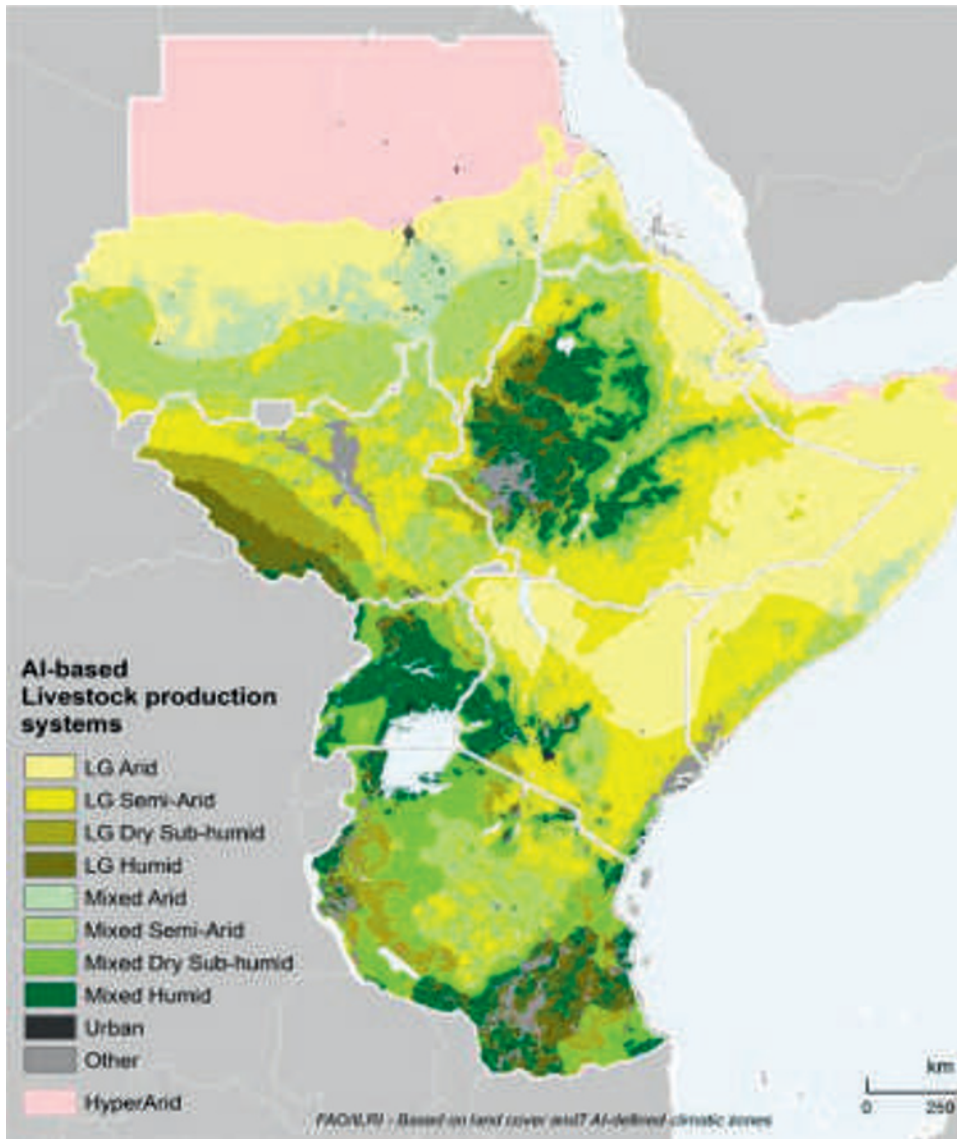 AI-based
Livestock production
systems
LG Arid
LG Semi-Arid
LG Dry Sub-humid
LG Humid
Mixed Arid
Mixed Semi-Arid
Mixed Dry Sub-humid
Mixed Humid
Urban
Other
HyperArid
km
0 250
FAO/ILRI - Based on land cover and7 AI-defined climatic zones